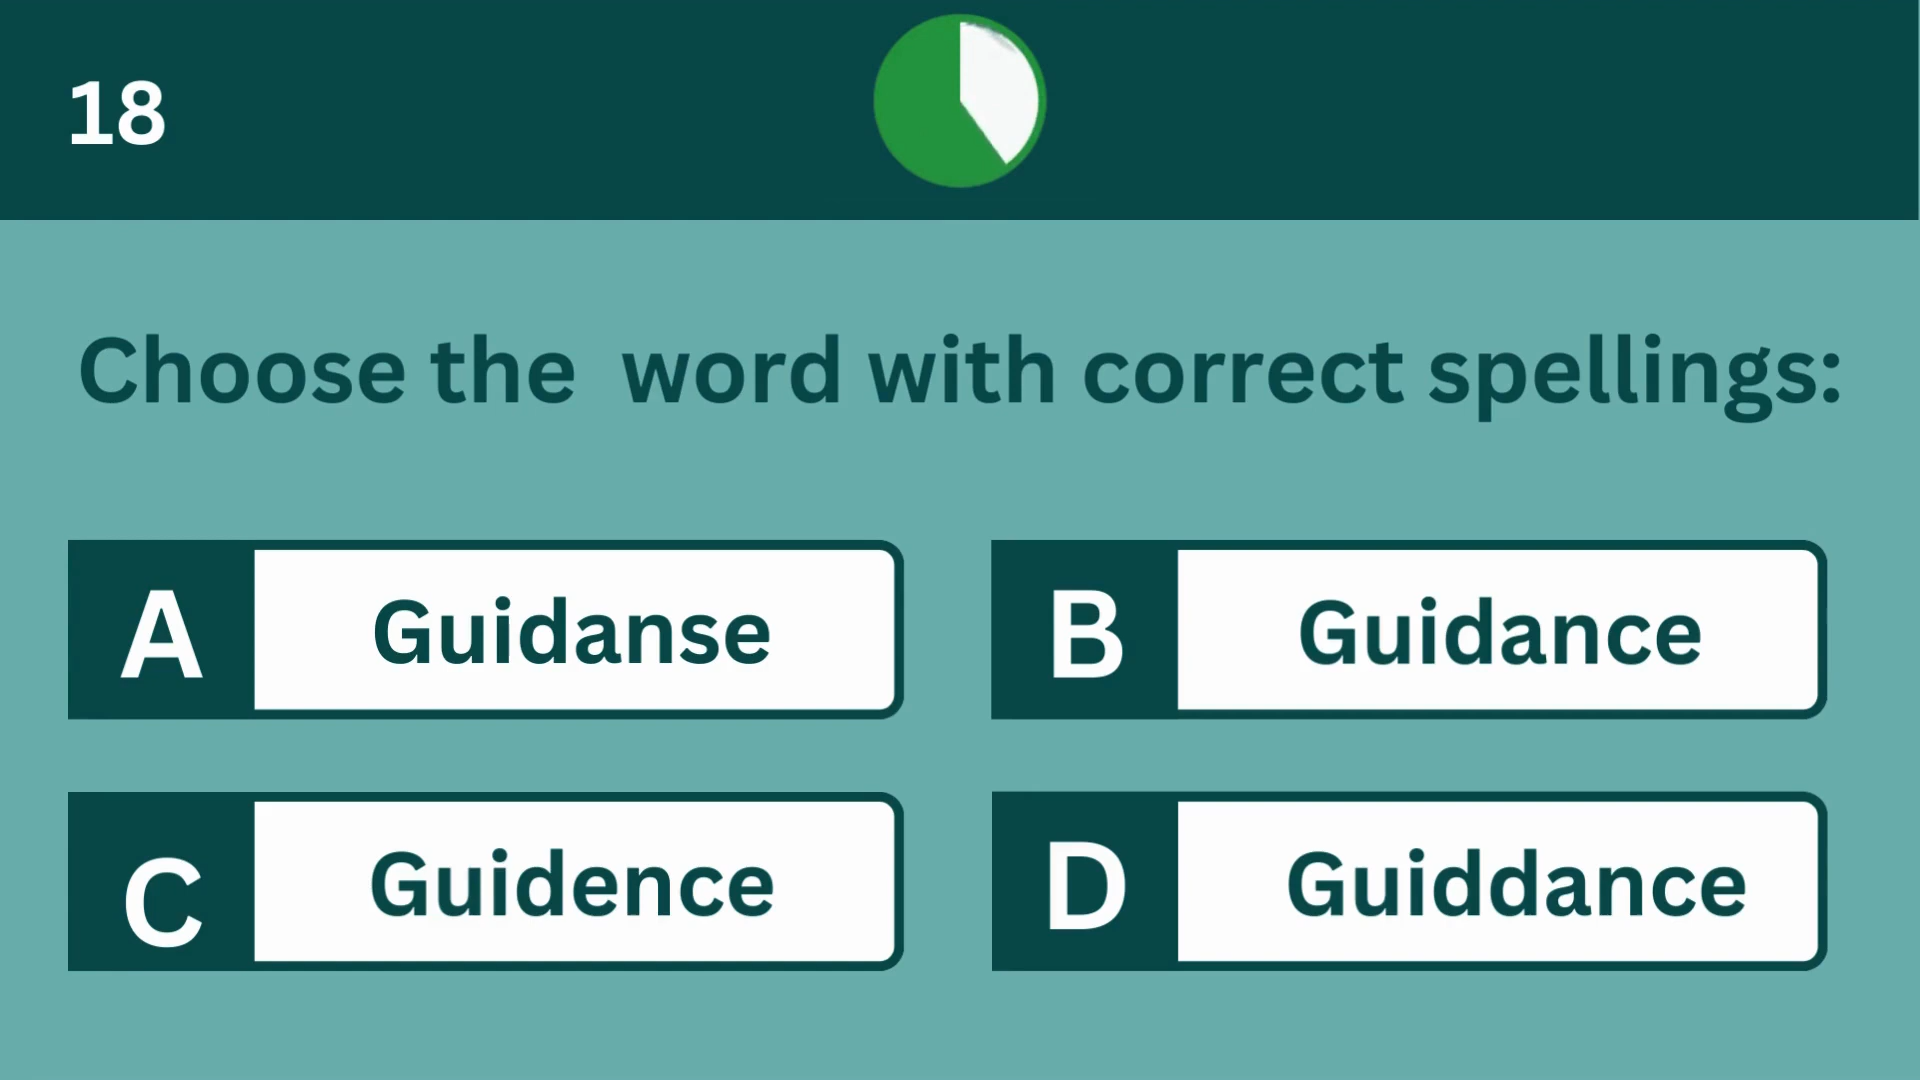 18
Choose the word with correct spellings:
A Guidanse
B Guidance
C Guidence
D Guiddance